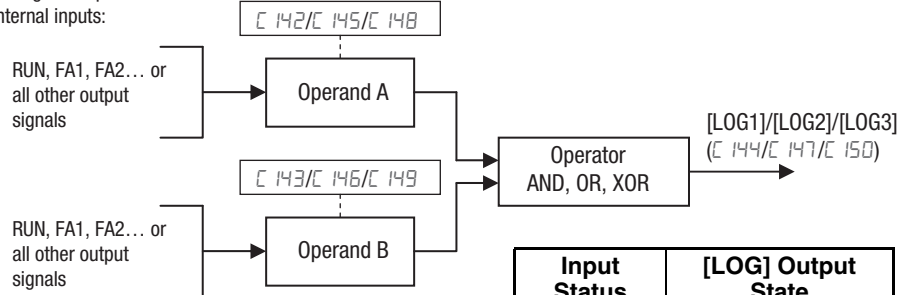 nternal inputs:
C 142/C 145/C 148
RUN, FA1, FA2… or
all other output
signals
Operand A
[LOG1]/[LOG2]/[LOG3]
(C 144/C 147/C 150)
Operator
AND, OR, XOR
C 143/C 146/C 149
RUN, FA1, FA2… or
all other output
signals
Operand B
Input
Status
[LOG] Output
State